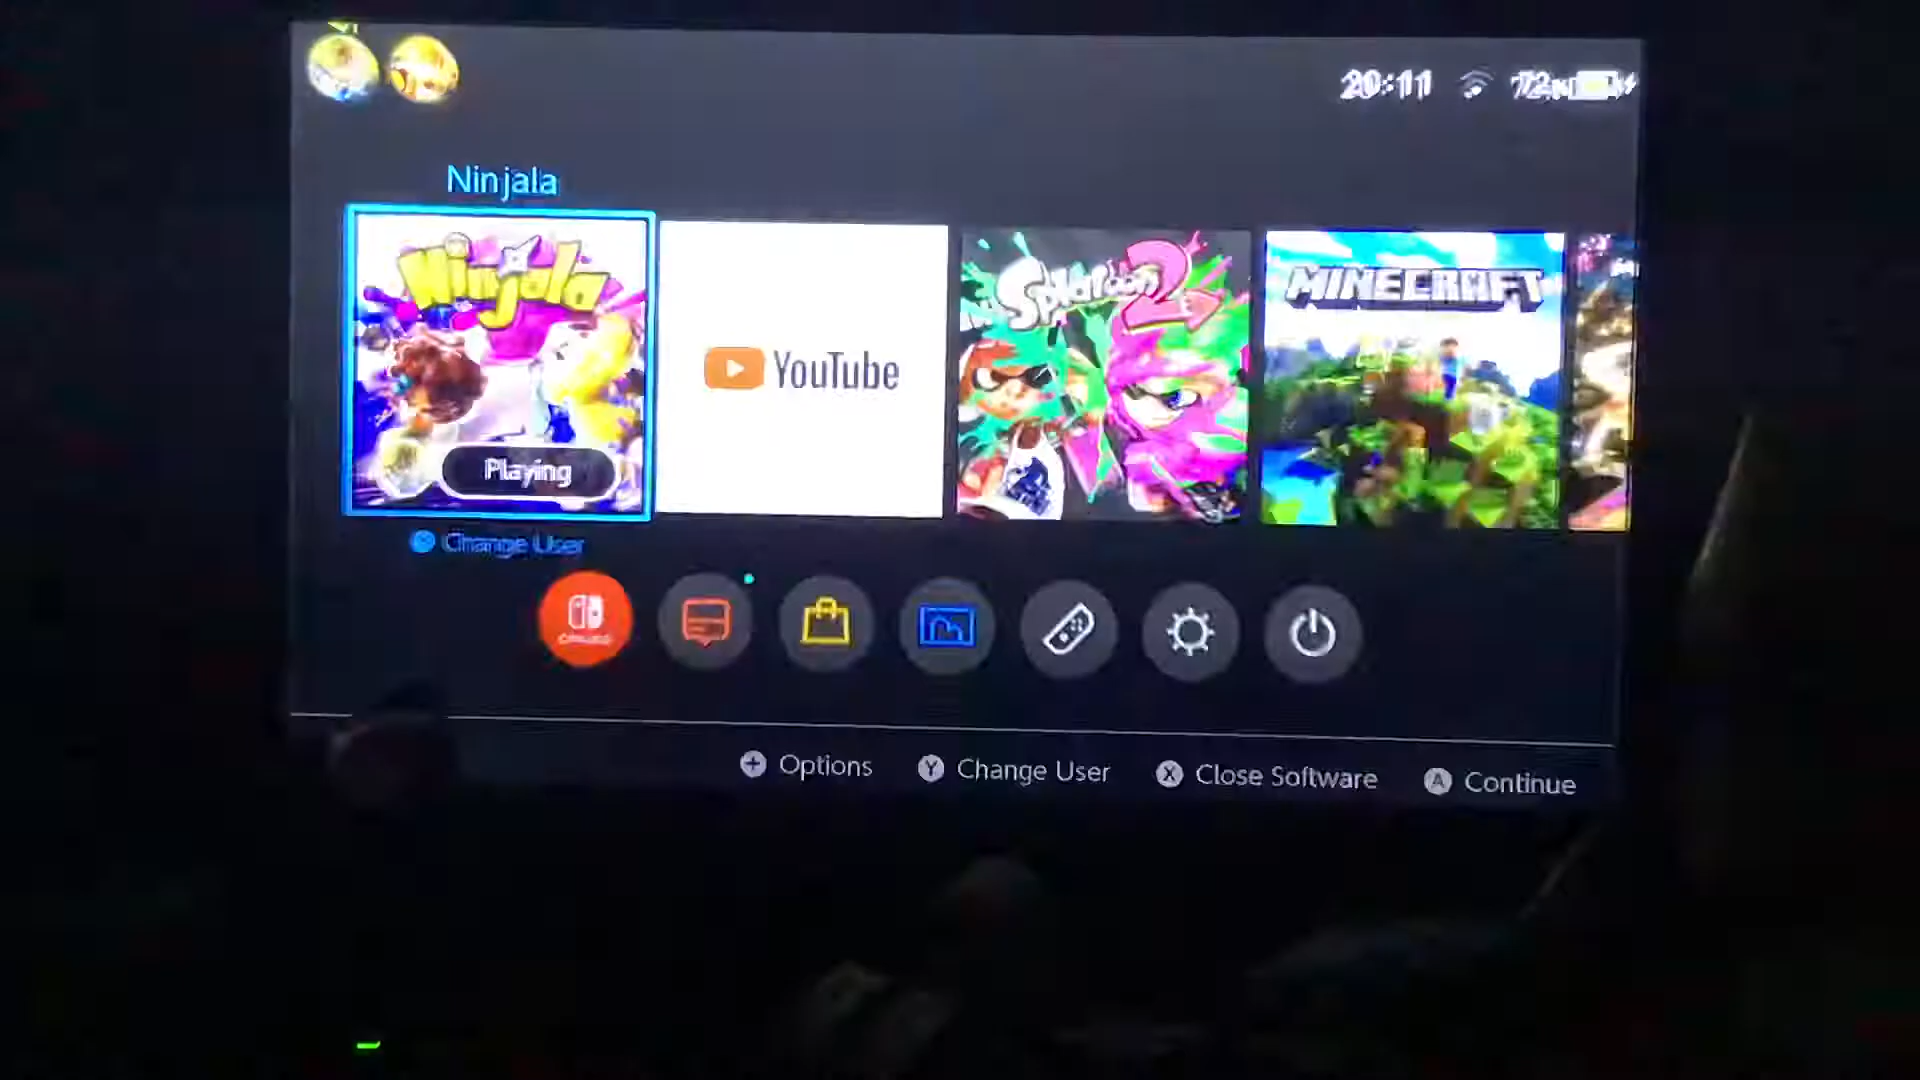 20:11
Ninjala
Ninjala
Playing
YouTube
Splatoon 2
MINECRAFT
Change User
Options
Y Change User
X Close Software
A Continue